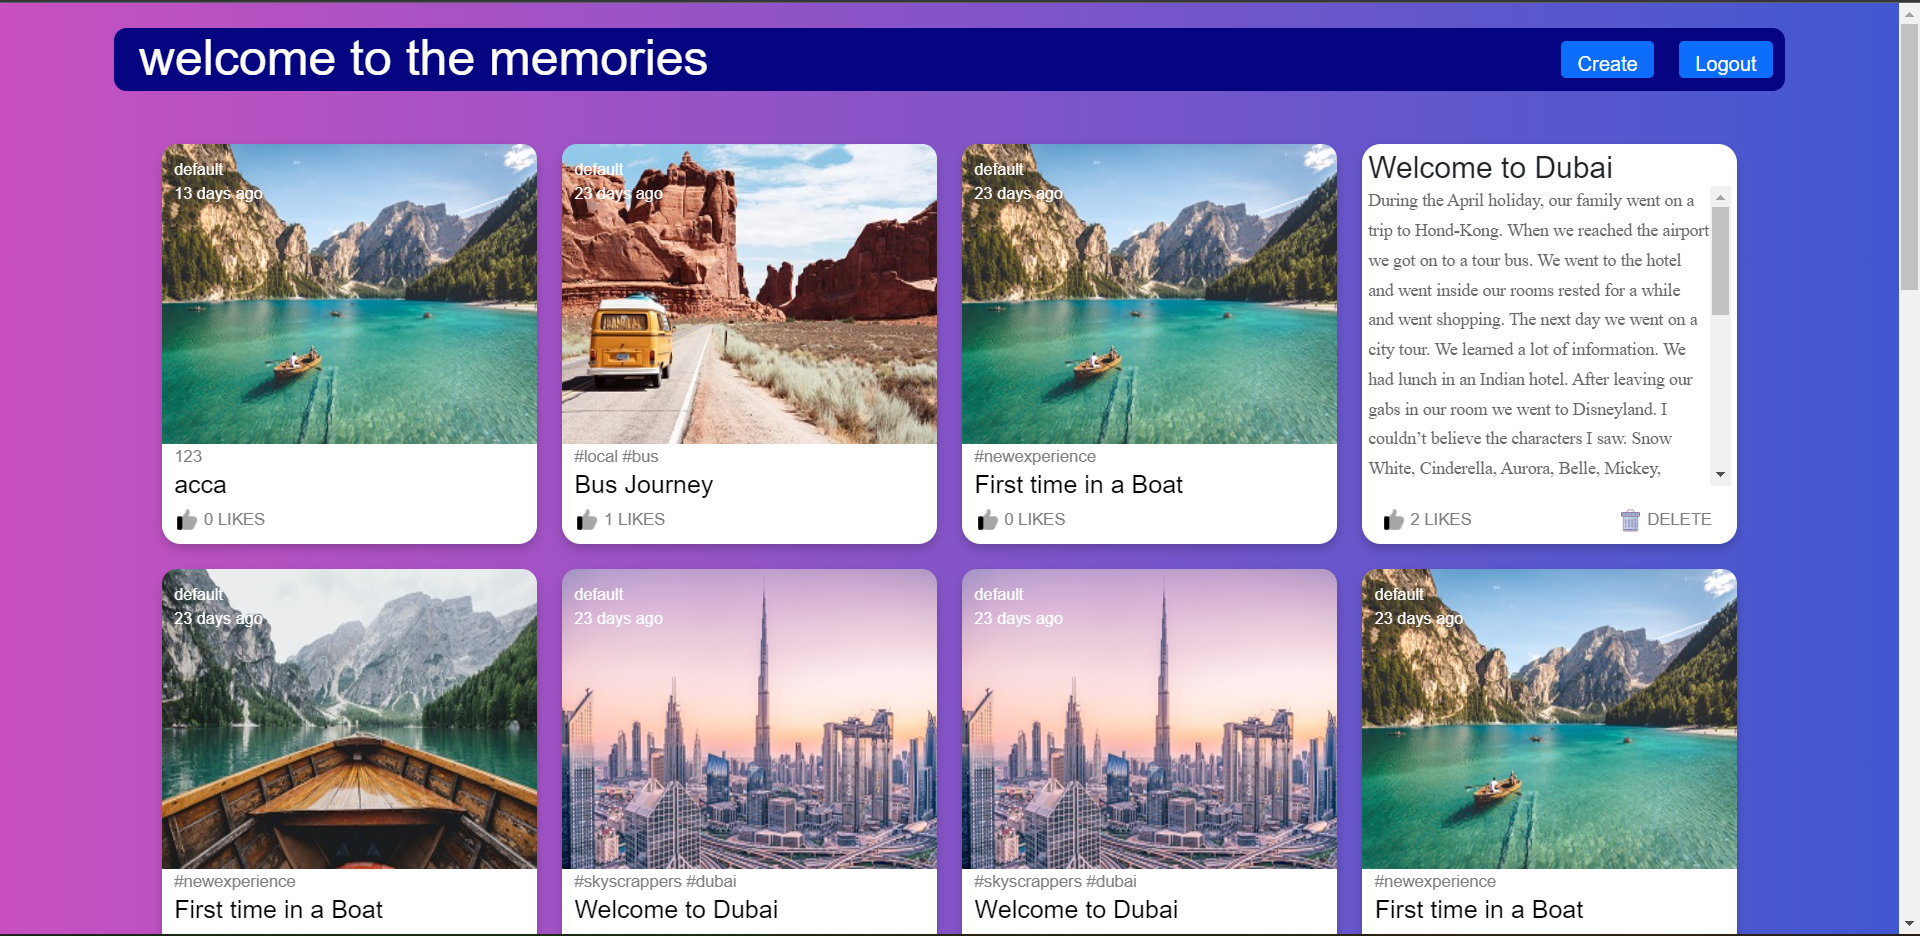 welcome to the memories
Create
Logout
default
13 days ago
123
acca
0 LIKES
default
23 days ago
#local #bus
Bus Journey
1 LIKES
default
23 days ago
#newexperience
First time in a Boat
0 LIKES
Welcome to Dubai
During the April holiday, our family went on a
trip to Hond-Kong. When we reached the airport
we got on to a tour bus. We went to the hotel
and went inside our rooms rested for a while
and went shopping. The next day we went on a
city tour. We learned a lot of information. We
had lunch in an Indian hotel. After leaving our
gabs in our room we went to Disneyland. I
couldn’t believe the characters I saw. Snow
White, Cinderella, Aurora, Belle, Mickey,
2 LIKES
DELETE
default
23 days ago
#newexperience
First time in a Boat
default
23 days ago
#skyscrappers #dubai
Welcome to Dubai
default
23 days ago
#skyscrappers #dubai
Welcome to Dubai
default
23 days ago
#newexperience
First time in a Boat